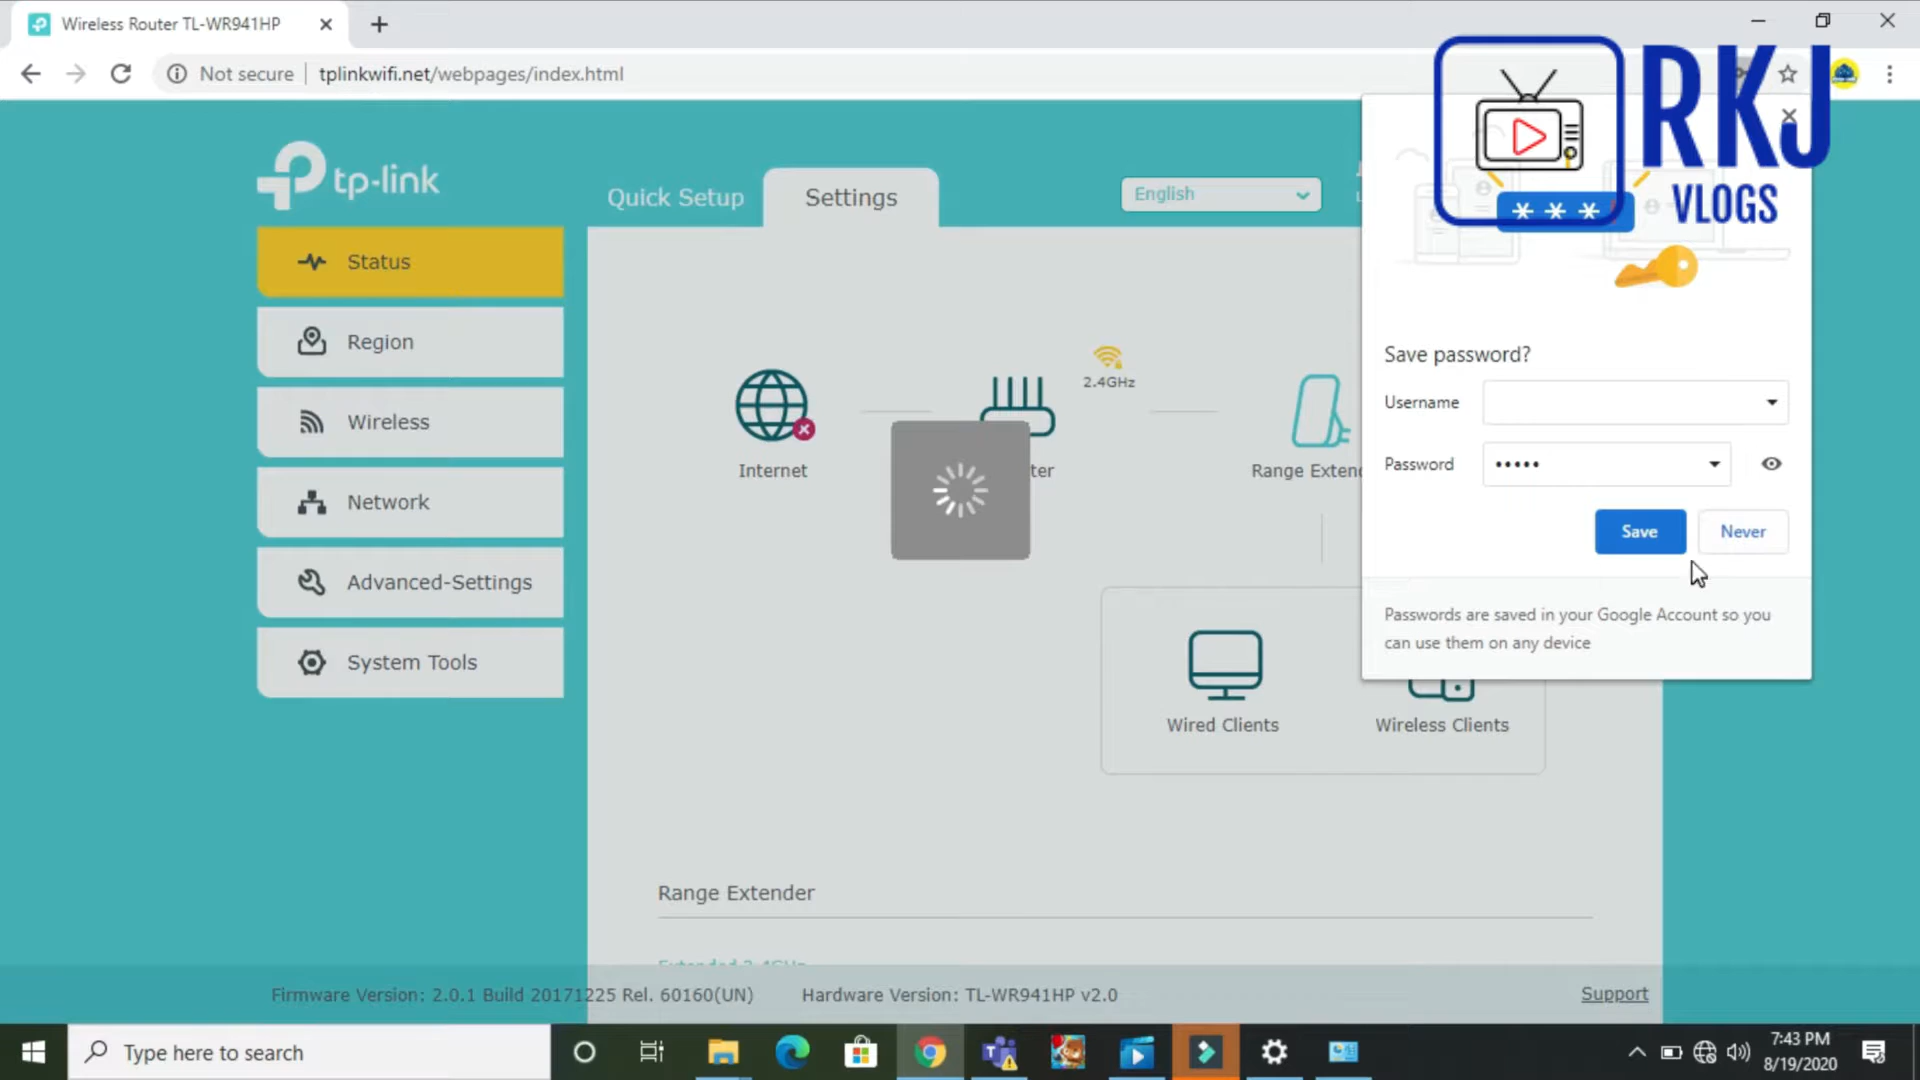 Wireless Router TL-WR941HP
Not secure
tplinkwifi.net/webpages/index.html
RKJ
VLOGS
tp-link
Quick Setup
Settings
English
* * *
Status
Region
Wireless
Network
Advanced-Settings
System Tools
2.4GHz
Internet
ter
Range Extend
Save password?
Username
Password
•••••
Save
Never
Passwords are saved in your Google Account so you
can use them on any device
Wired Clients
Wireless Clients
Range Extender
Extended 2.4GHz
Firmware Version: 2.0.1 Build 20171225 Rel. 60160(UN)
Hardware Version: TL-WR941HP v2.0
Support
Type here to search
7:43 PM
8/19/2020